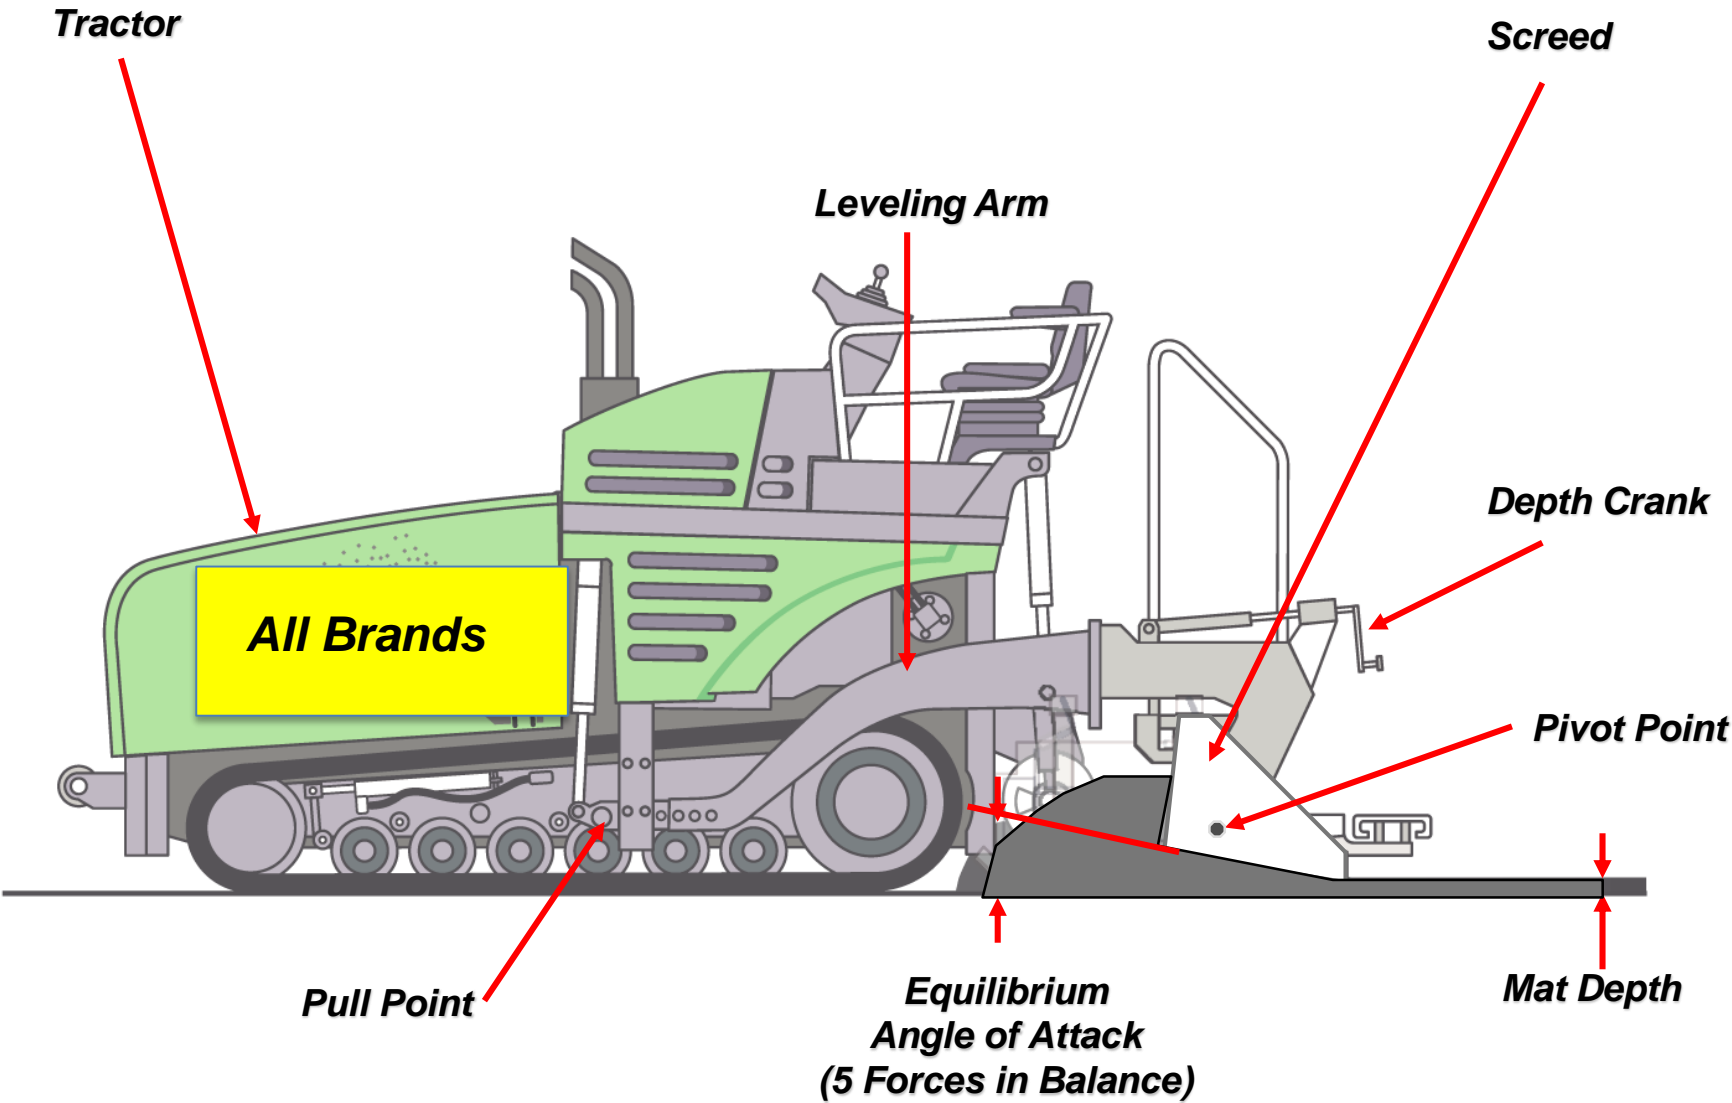 Tractor
Screed
Leveling Arm
Depth Crank
All Brands
Pivot Point
Pull Point
Equilibrium
Angle of Attack
(5 Forces in Balance)
Mat Depth